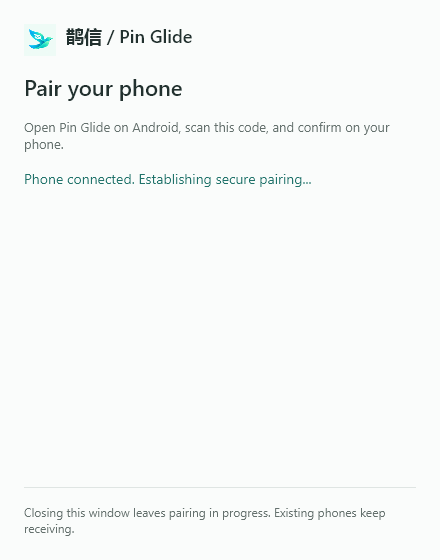 鹊信 / Pin Glide
Pair your phone
Open Pin Glide on Android, scan this code, and confirm on your
phone.
Phone connected. Establishing secure pairing...
Closing this window leaves pairing in progress. Existing phones keep
receiving.